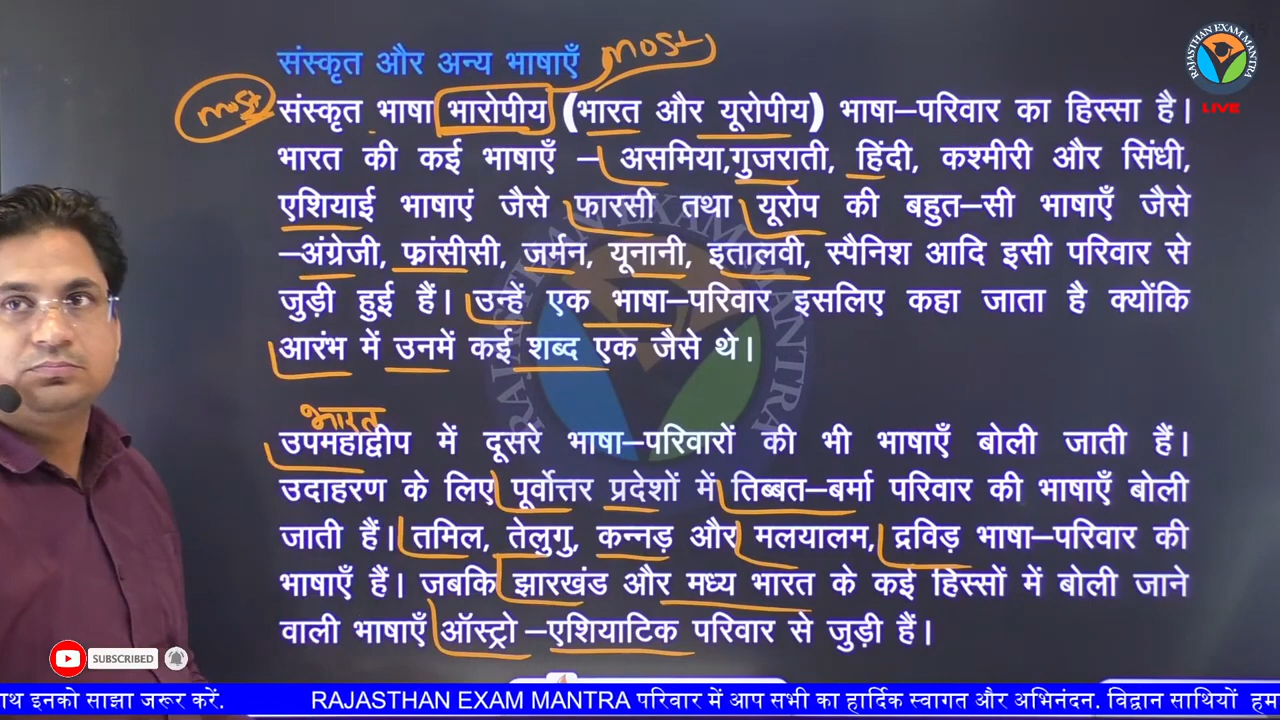 संस्कृत और अन्य भाषाएँ
most
most
संस्कृत भाषा भारोपीय (भारत और यूरोपीय) भाषा–परिवार का हिस्सा है।
भारत की कई भाषाएँ – असमिया,गुजराती, हिंदी, कश्मीरी और सिंधी,
एशियाई भाषाएं जैसे फारसी तथा यूरोप की बहुत–सी भाषाएँ जैसे
–अंग्रेजी, फ्रांसीसी, जर्मन, यूनानी, इतालवी, स्पैनिश आदि इसी परिवार से
जुड़ी हुई हैं। उन्हें एक भाषा–परिवार इसलिए कहा जाता है क्योंकि
आरंभ में उनमें कई शब्द एक जैसे थे।
भारत
उपमहाद्वीप में दूसरे भाषा–परिवारों की भी भाषाएँ बोली जाती हैं।
उदाहरण के लिए पूर्वोत्तर प्रदेशों में तिब्बत–बर्मा परिवार की भाषाएँ बोली
जाती हैं। तमिल, तेलुगु, कन्नड़ और मलयालम, द्रविड़ भाषा–परिवार की
भाषाएँ हैं। जबकि झारखंड और मध्य भारत के कई हिस्सों में बोली जाने
वाली भाषाएँ ऑस्ट्रो –एशियाटिक परिवार से जुड़ी हैं।
RAJASTHAN EXAM MANTRA
LIVE
RAJASTHAN EXAM MANTRA
SUBSCRIBED
ाथ इनको साझा जरूर करें. RAJASTHAN EXAM MANTRA परिवार में आप सभी का हार्दिक स्वागत और अभिनंदन. विद्वान साथियों हम